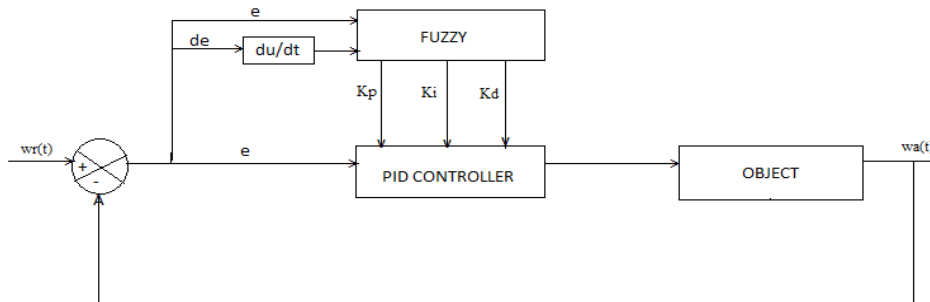 e
FUZZY
de
du/dt
Kp
Ki
Kd
wr(t)
+
-
e
PID CONTROLLER
OBJECT
wa(t)